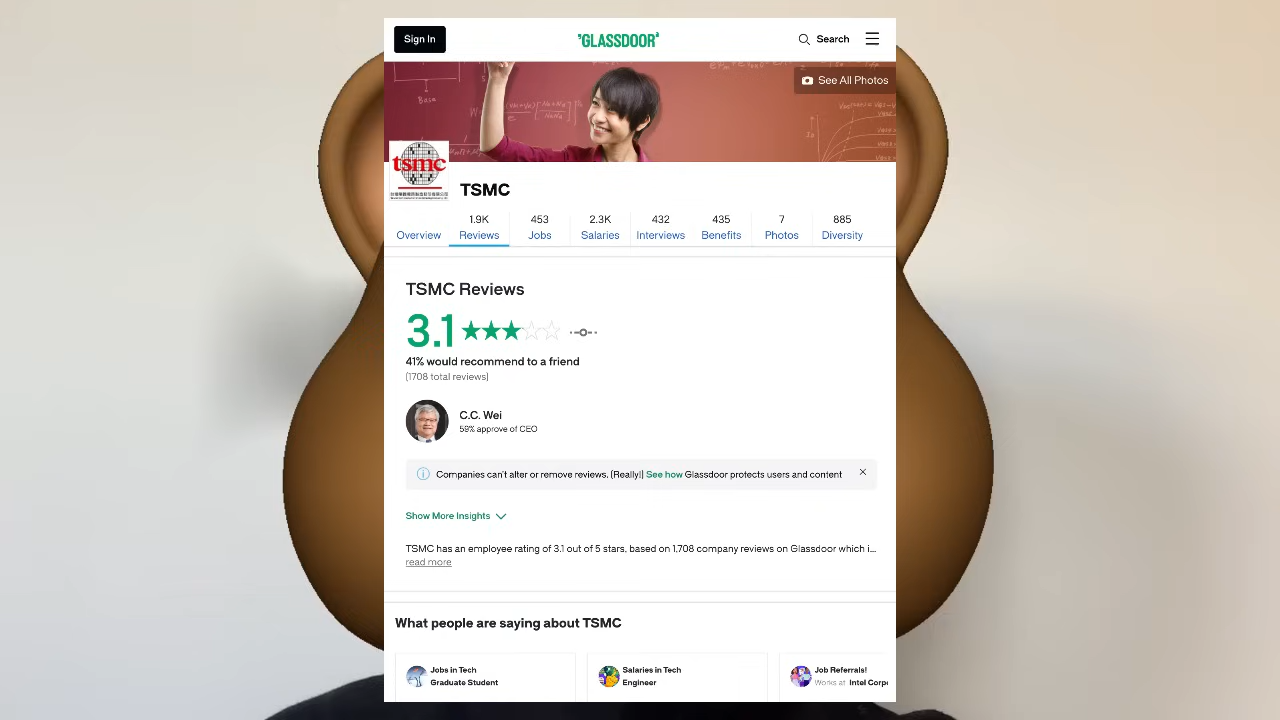 Sign In
GLASSDOOR
Search
See All Photos
Base
tsmc
TSMC
1.9K
453
2.3K
432
435
7
885
Overview
Reviews
Jobs
Salaries
Interviews
Benefits
Photos
Diversity
TSMC Reviews
3.1
41% would recommend to a friend
(1708 total reviews)
C.C. Wei
59% approve of CEO
Companies can't alter or remove reviews. (Really!) See how Glassdoor protects users and content
Show More Insights
TSMC has an employee rating of 3.1 out of 5 stars, based on 1,708 company reviews on Glassdoor which i...
read more
What people are saying about TSMC
Jobs in Tech
Graduate Student
Salaries in Tech
Engineer
Job Referrals!
Works at Intel Corpo